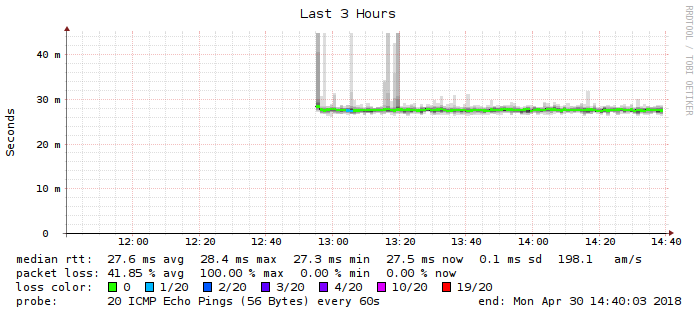 Last 3 Hours
RRDTOOL / TOBI OETIKER
Seconds
40 m
30 m
20 m
10 m
0
12:00 12:20 12:40 13:00 13:20 13:40 14:00 14:20 14:40
median rtt: 27.6 ms avg 28.4 ms max 27.3 ms min 27.5 ms now 0.1 ms sd 198.1 am/s
packet loss: 41.85 % avg 100.00 % max 0.00 % min 0.00 % now
loss color: 0 1/20 2/20 3/20 4/20 10/20 19/20
probe: 20 ICMP Echo Pings (56 Bytes) every 60s end: Mon Apr 30 14:40:03 2018